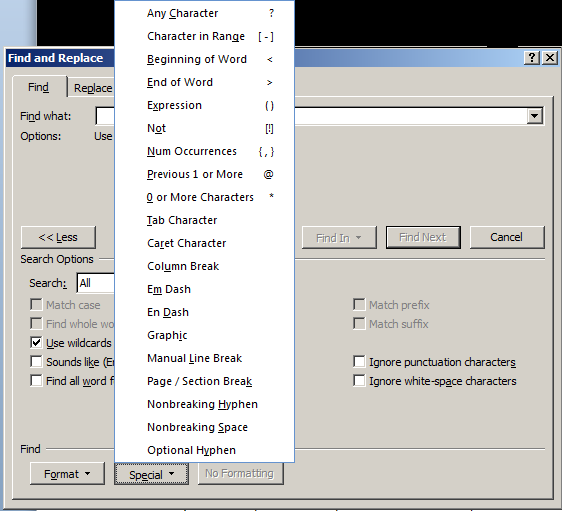 Any Character ?
Character in Range [ - ]
Beginning of Word <
End of Word >
Expression ( )
Not [!]
Num Occurrences { , }
Previous 1 or More @
0 or More Characters *
Tab Character
Caret Character
Column Break
Em Dash
En Dash
Graphic
Manual Line Break
Page / Section Break
Nonbreaking Hyphen
Nonbreaking Space
Optional Hyphen
Find and Replace
Find
Replace
Find what:
Options: Use
<< Less
Find In
Find Next
Cancel
Search Options
Search: All
Match case
Find whole wo
Use wildcards
Sounds like (En
Find all word f
Match prefix
Match suffix
Ignore punctuation characters
Ignore white-space characters
Find
Format
Special
No Formatting